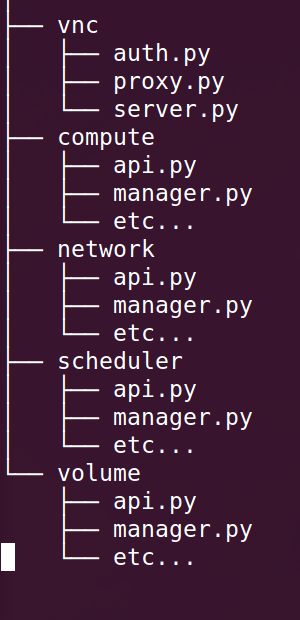 ├── vnc
│   ├── auth.py
│   ├── proxy.py
│   └── server.py
├── compute
│   ├── api.py
│   ├── manager.py
│   └── etc...
├── network
│   ├── api.py
│   ├── manager.py
│   └── etc...
├── scheduler
│   ├── api.py
│   ├── manager.py
│   └── etc...
└── volume
    ├── api.py
    ├── manager.py
    └── etc...